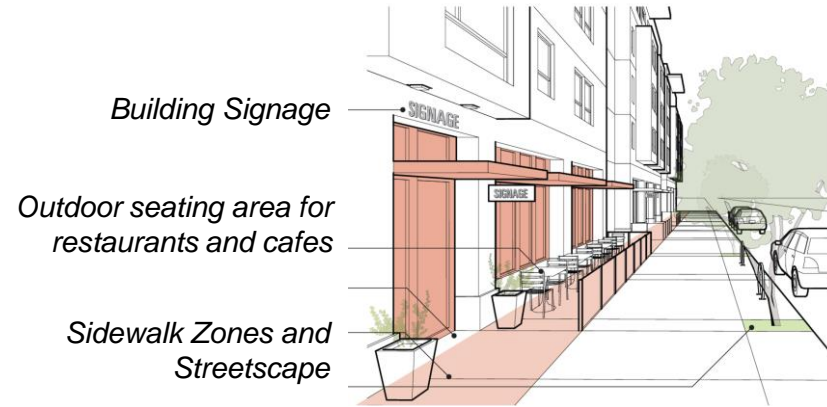 Building Signage
SIGNAGE
SIGNAGE
Outdoor seating area for
restaurants and cafes
Sidewalk Zones and
Streetscape